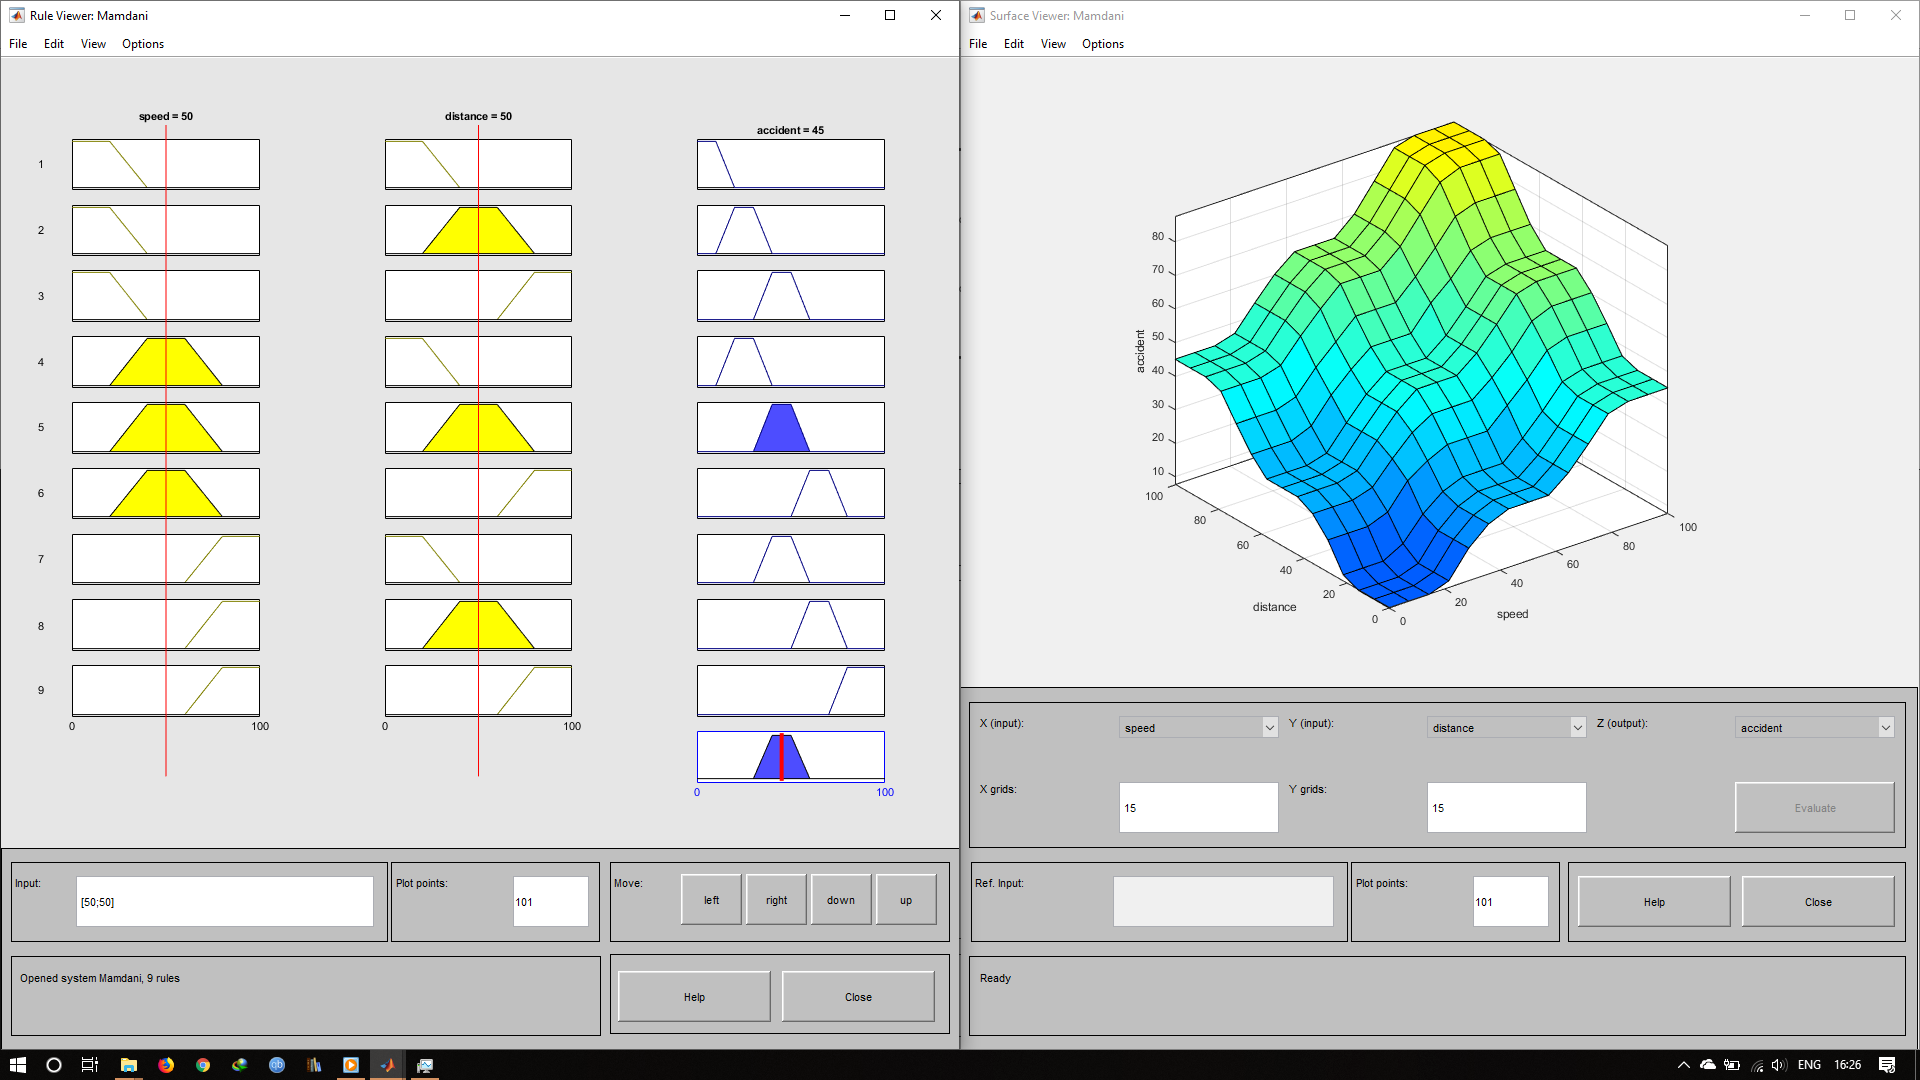 Rule Viewer: Mamdani
File Edit View Options
speed = 50
distance = 50
accident = 45
1
2
3
4
5
6
7
8
9
0 100
0 100
0 100
Input:
[50;50]
Plot points:
101
Move:
left right down up
Opened system Mamdani, 9 rules
Help
Close
Surface Viewer: Mamdani
File Edit View Options
80
70
60
50
40
30
20
10
accident
100
80
60
40
20
0
distance
0
20
40
60
80
100
speed
X (input):
speed
Y (input):
distance
Z (output):
accident
X grids:
15
Y grids:
15
Evaluate
Ref. Input:
Plot points:
101
Help
Close
Ready
qb
ENG
16:26